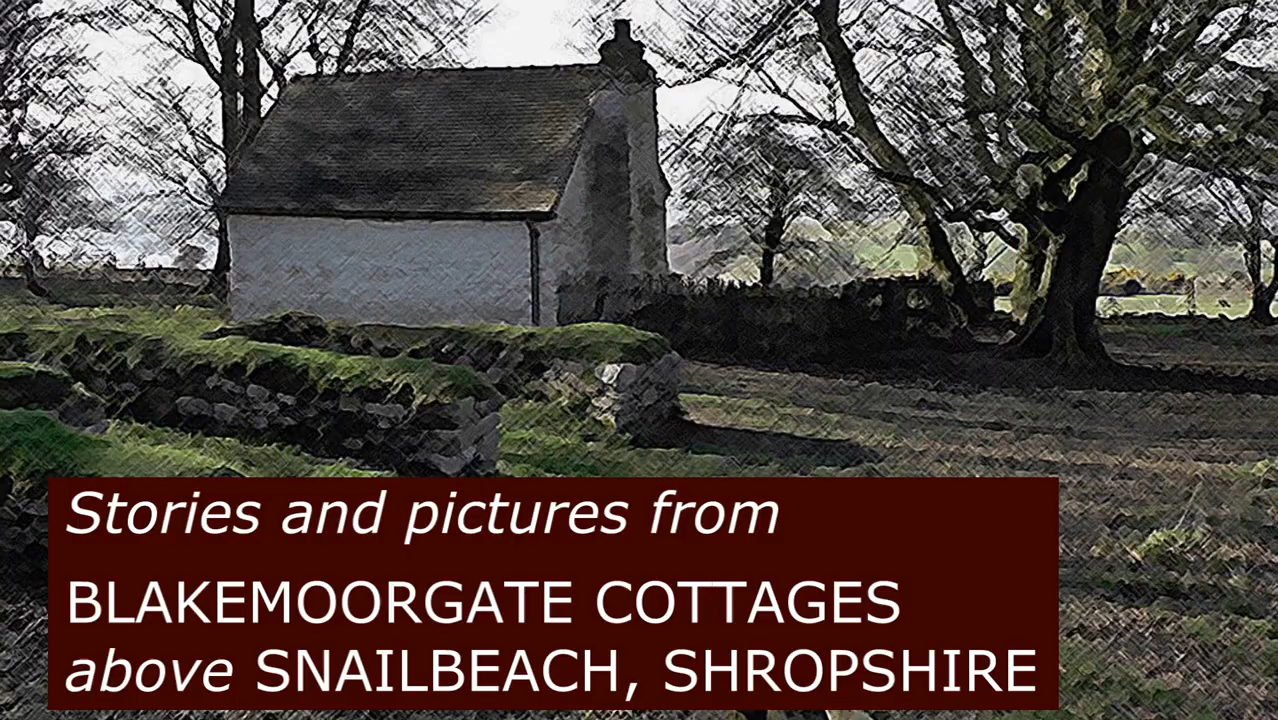 Stories and pictures from
BLAKEMOORGATE COTTAGES
above SNAILBEACH, SHROPSHIRE